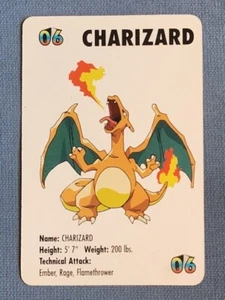 06 CHARIZARD
Name: CHARIZARD
Height: 5' 7" Weight: 200 lbs.
Technical Attack:
Ember, Rage, Flamethrower
06